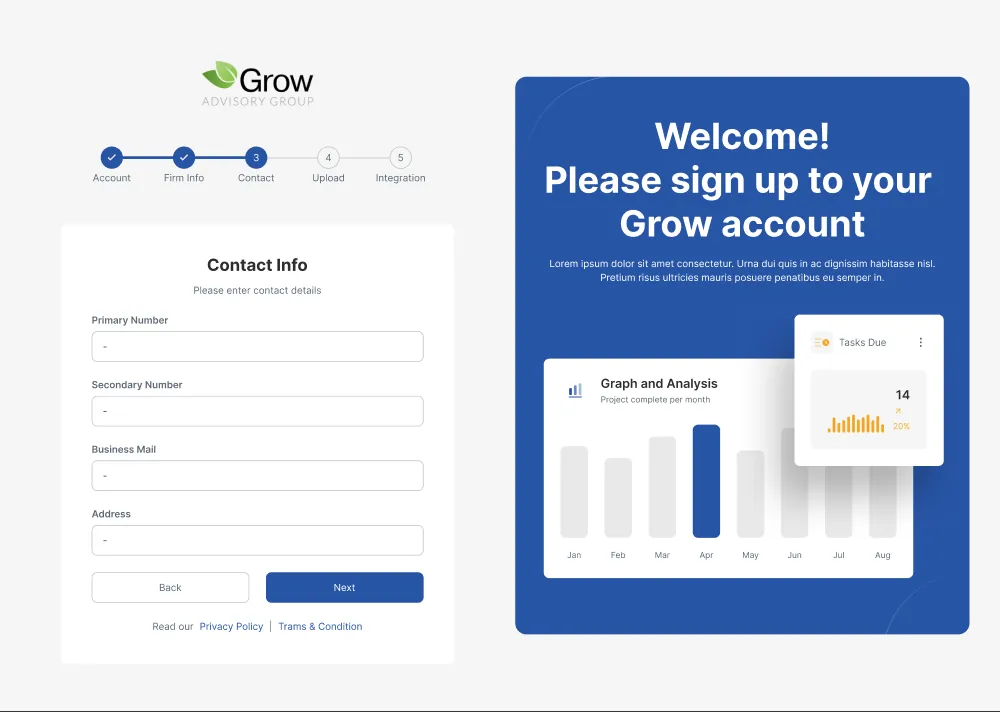 Grow
ADVISORY GROUP
3
4
5
Account
Firm Info
Contact
Upload
Integration
Contact Info
Please enter contact details
Primary Number
-
Secondary Number
-
Business Mail
-
Address
-
Back
Next
Read our Privacy Policy | Trams & Condition
Welcome!
Please sign up to your
Grow account
Lorem ipsum dolor sit amet consectetur. Urna dui quis in ac dignissim habitasse nisl.
Pretium risus ultricies mauris posuere penatibus eu semper in.
Tasks Due
14
20%
Graph and Analysis
Project complete per month
Jan
Feb
Mar
Apr
May
Jun
Jul
Aug